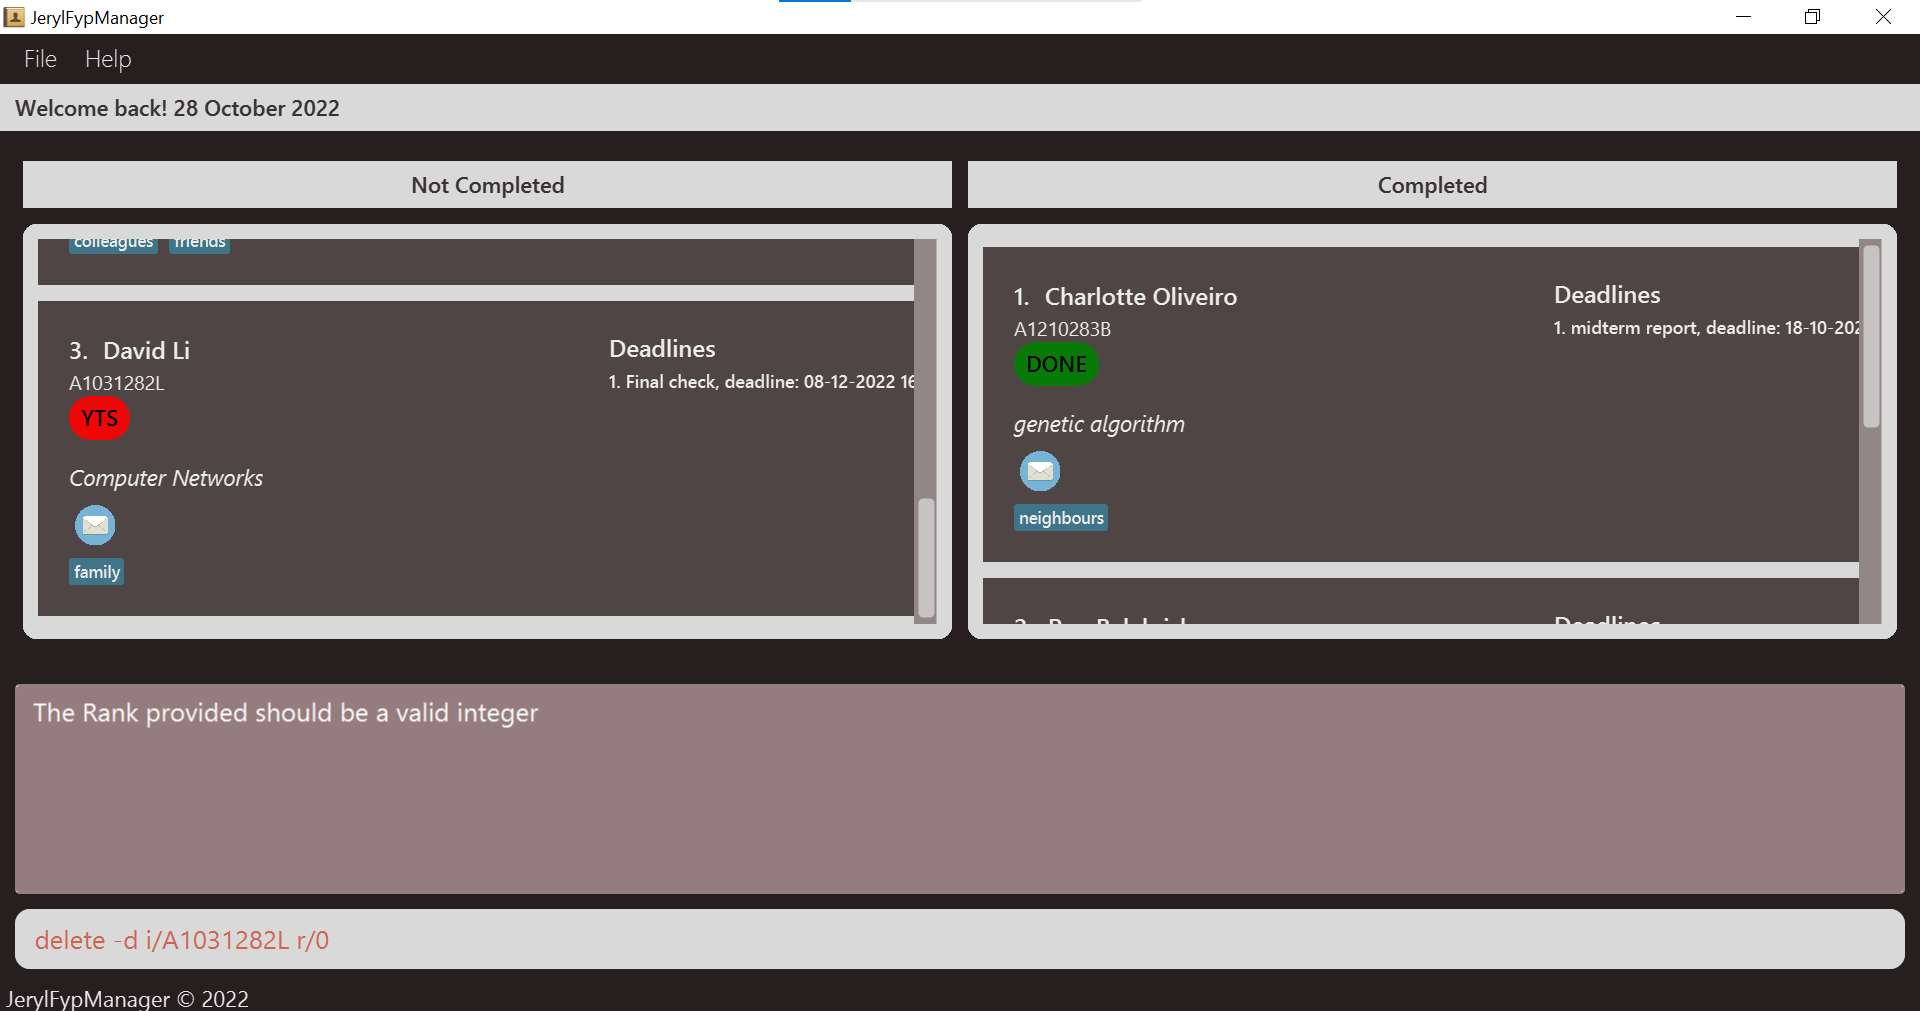 JerylFypManager
File Help
Welcome back! 28 October 2022
Not Completed
Completed
colleagues friends
3. David Li
A1031282L
YTS
Computer Networks
family
Deadlines
1. Final check, deadline: 08-12-2022 16
1. Charlotte Oliveiro
A1210283B
DONE
genetic algorithm
neighbours
Deadlines
1. midterm report, deadline: 18-10-202
Deadlines
The Rank provided should be a valid integer
delete -d i/A1031282L r/0
JerylFypManager © 2022